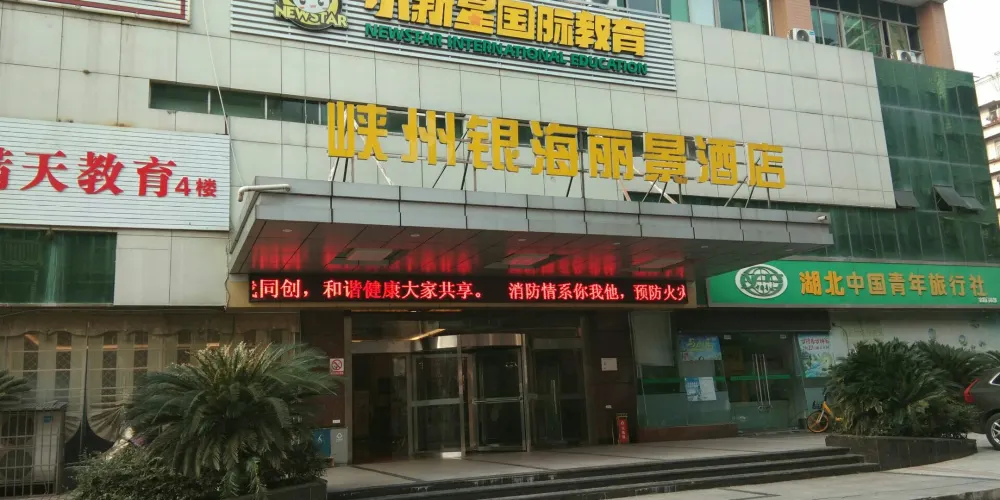 NEWSTAR
新星国际教育
NEWSTAR INTERNATIONAL EDUCATION
峡州银海丽景酒店
天教育4楼
同创，和谐健康大家共享。 消防情系你我他，预防火灾
湖北中国青年旅行社